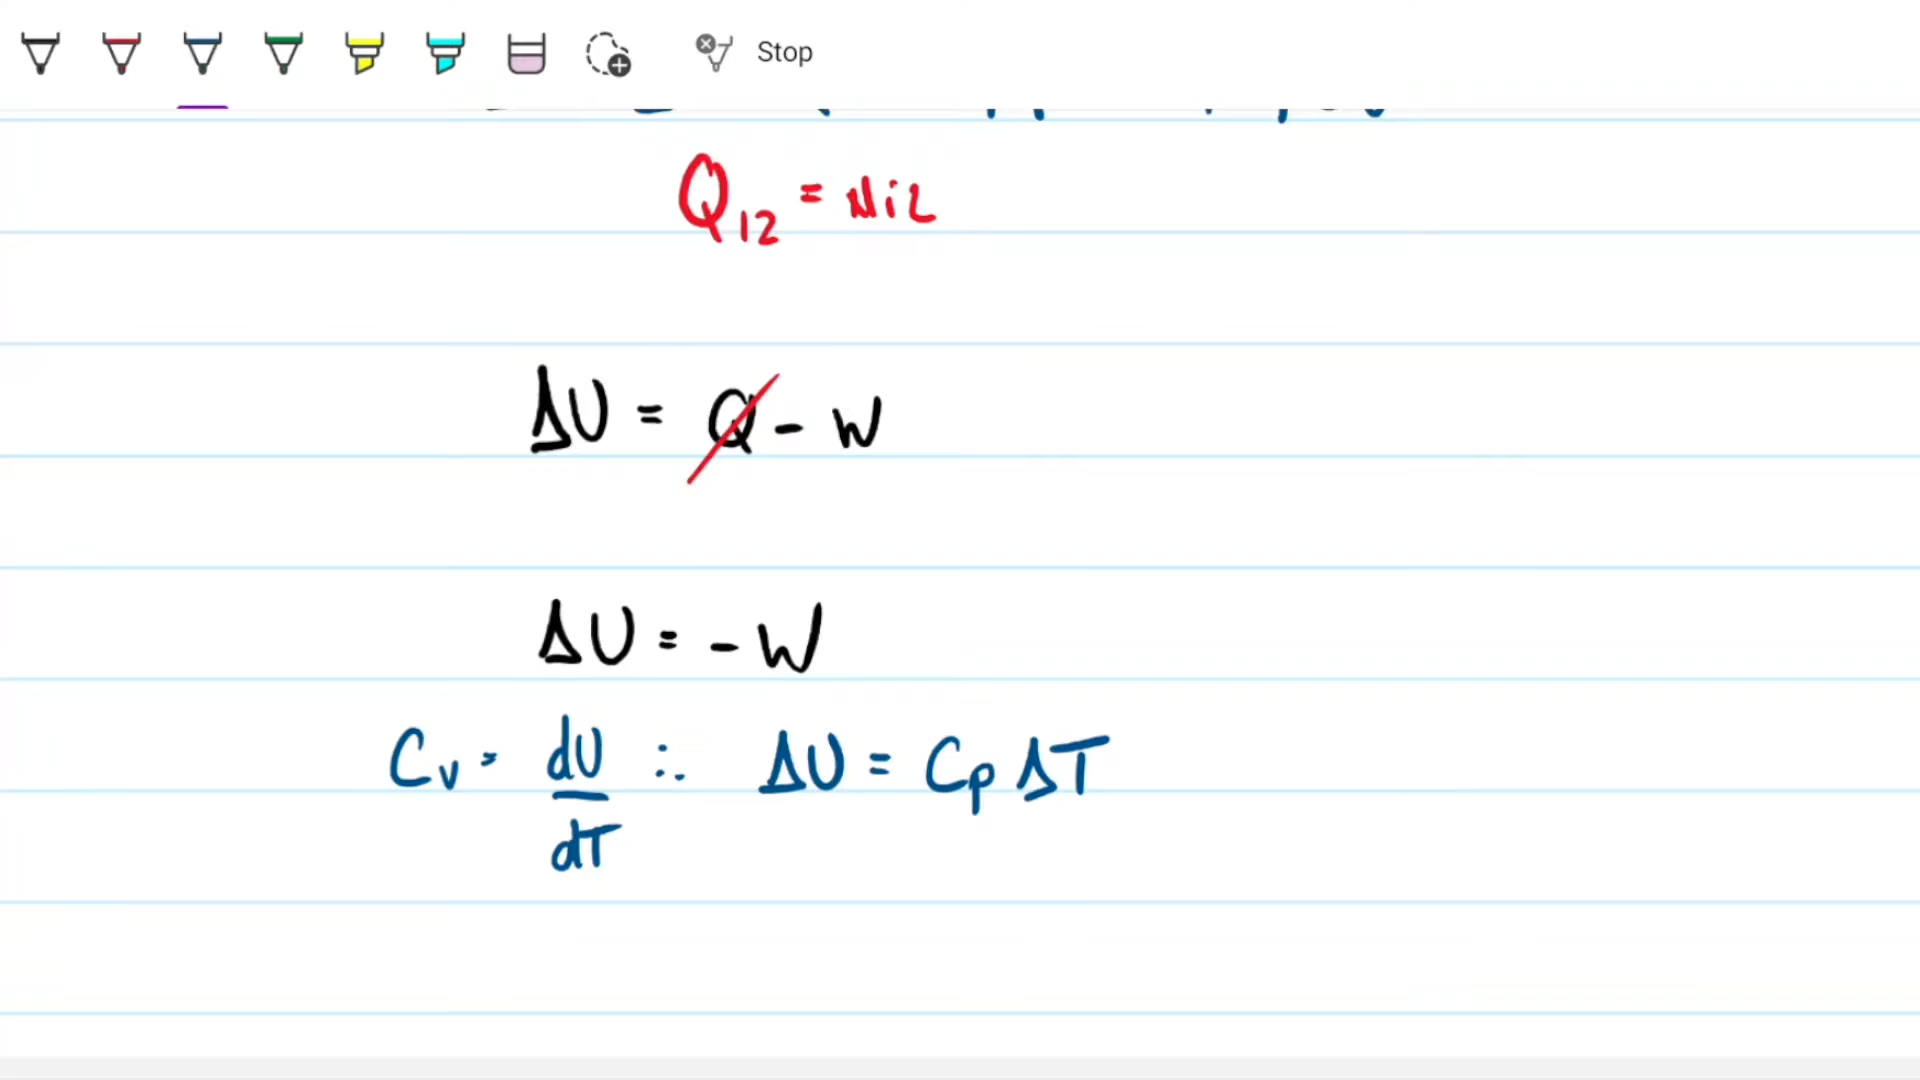 Stop
Q₁₂ = Nil
ΔU = Q - W
ΔU = - W
Cᵥ = dU/dT ∴ ΔU = Cₚ ΔT